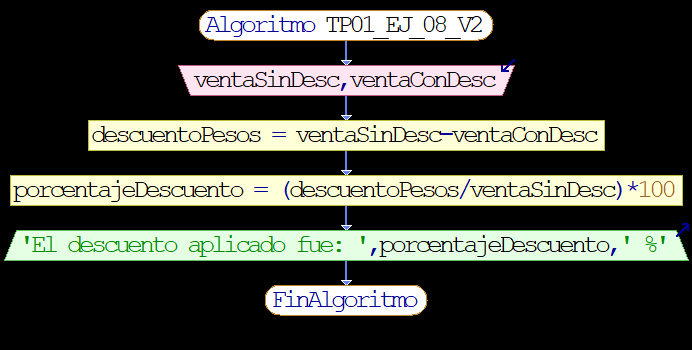 Algoritmo TP01_EJ_08_V2
ventaSinDesc,ventaConDesc
descuentoPesos = ventaSinDesc-ventaConDesc
porcentajeDescuento = (descuentoPesos/ventaSinDesc)*100
'El descuento aplicado fue: ',porcentajeDescuento,' %'
FinAlgoritmo